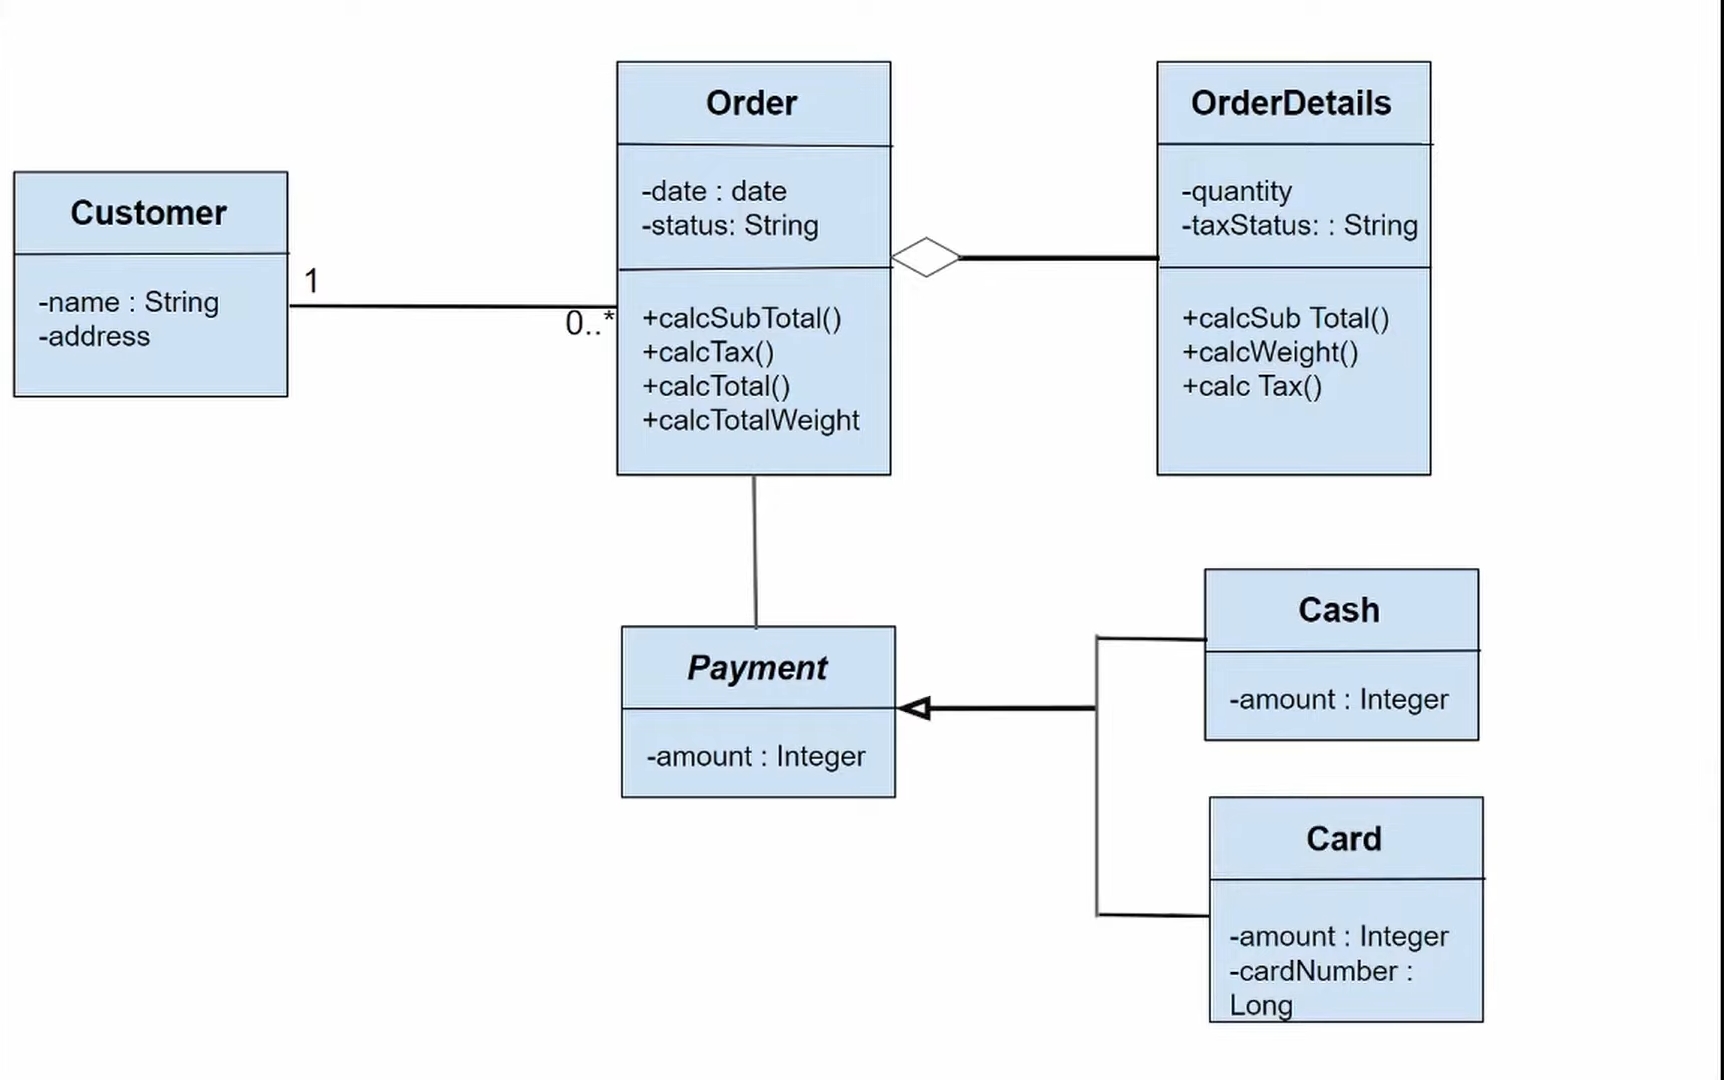 Customer
-name : String
-address
1
0..*
Order
-date : date
-status: String
+calcSubTotal()
+calcTax()
+calcTotal()
+calcTotalWeight
OrderDetails
-quantity
-taxStatus: : String
+calcSub Total()
+calcWeight()
+calc Tax()
Payment
-amount : Integer
Cash
-amount : Integer
Card
-amount : Integer
-cardNumber :
Long